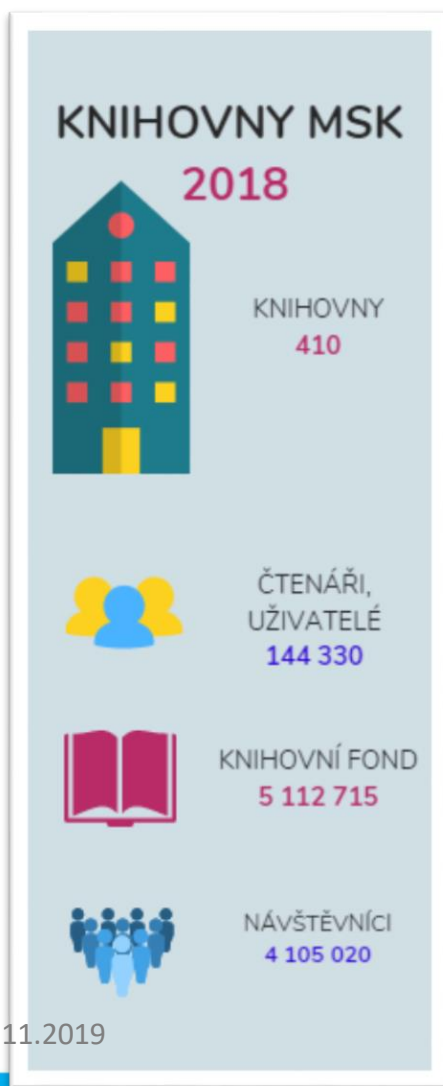 KNIHOVNY MSK
2018
KNIHOVNY
410
ČTENÁŘI,
UŽIVATELÉ
144 330
KNIHOVNÍ FOND
5 112 715
NÁVŠTĚVNÍCI
4 105 020
11.2019